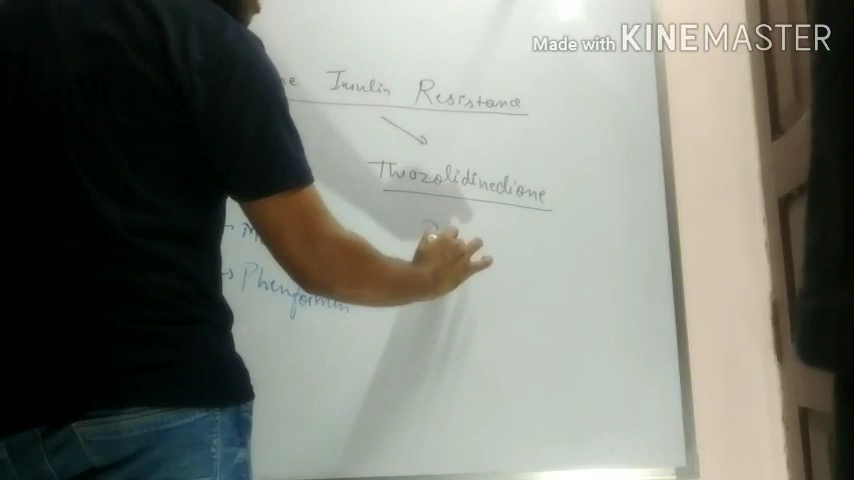 Made with KINEMASTER
Insulin Resistance
Thiazolidinedione
Phenformin